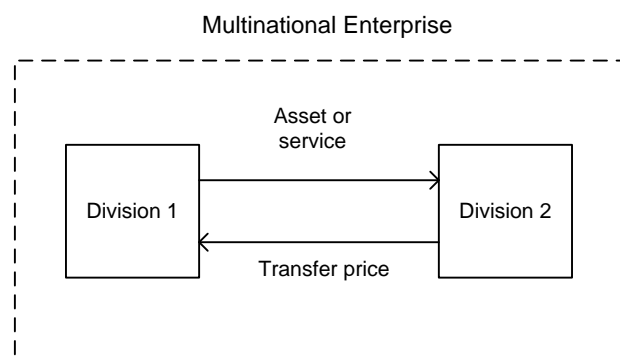 Multinational Enterprise
Asset or
service
Division 1
Division 2
Transfer price